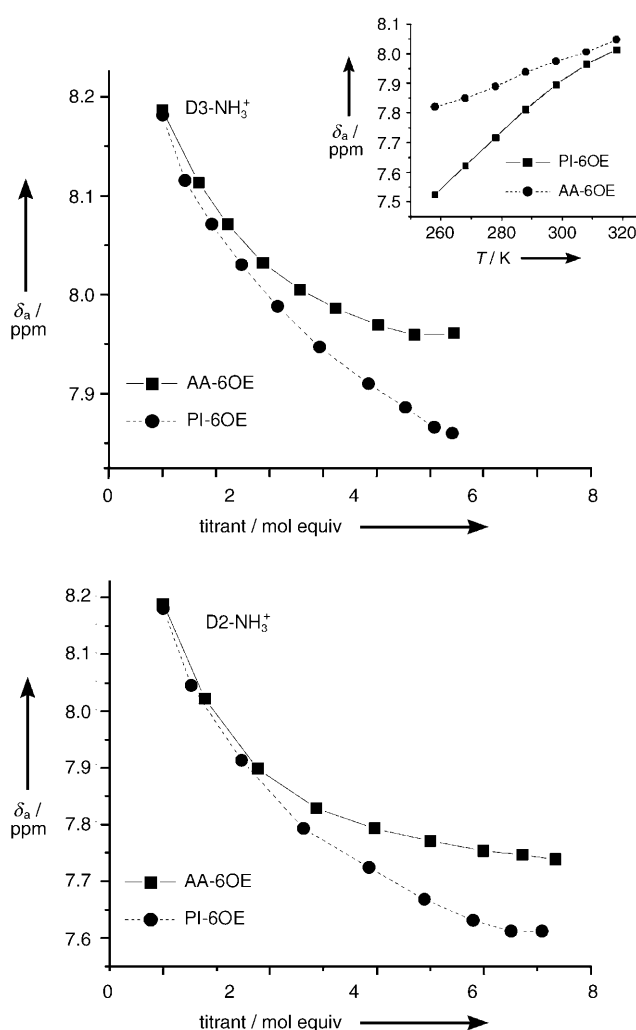 8.2
8.1
8.0
7.9
δa /
ppm
D3-NH3+
AA-6OE
PI-6OE
0 2 4 6 8
titrant / mol equiv
8.1
8.0
7.9
7.8
7.7
7.6
7.5
δa /
ppm
PI-6OE
AA-6OE
260 280 300 320
T / K
8.2
8.1
8.0
7.9
7.8
7.7
7.6
δa /
ppm
D2-NH3+
AA-6OE
PI-6OE
0 2 4 6 8
titrant / mol equiv